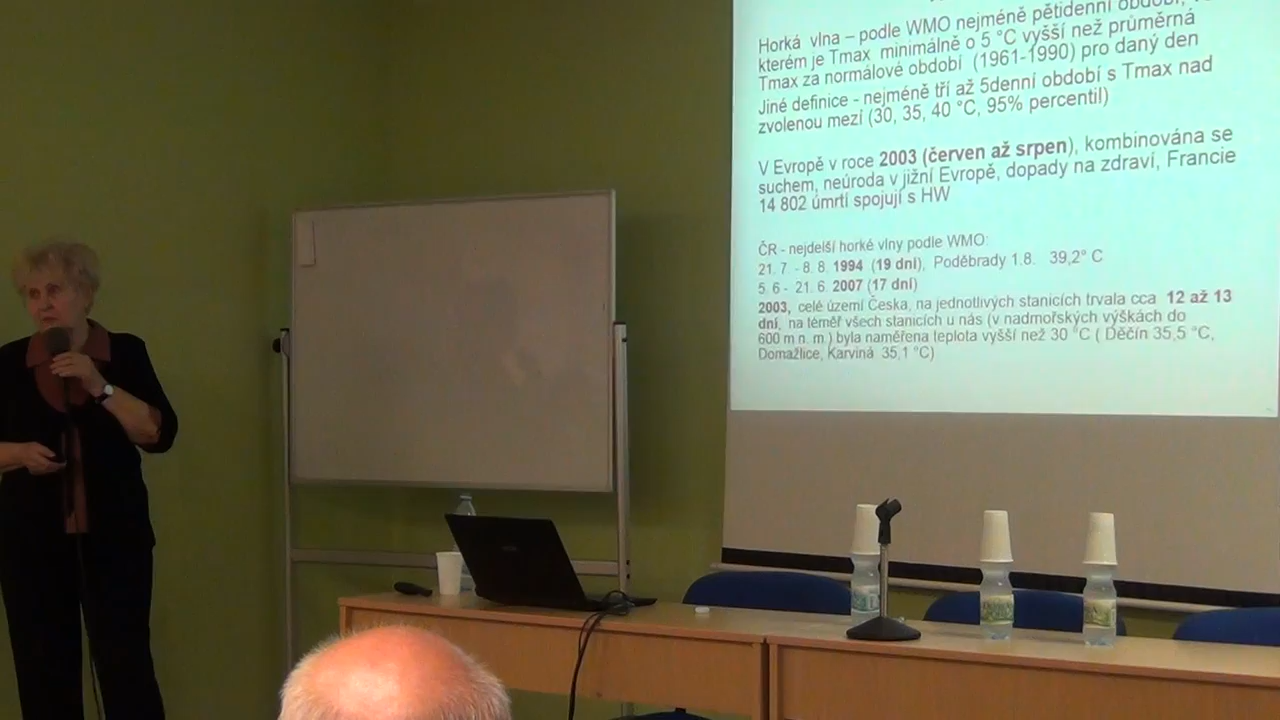 Horká vlna – podle WMO nejméně pětidenní období,
kterém je Tmax minimálně o 5 °C vyšší než průměrná
Tmax za normálové období (1961-1990) pro daný den
Jiné definice - nejméně tří až 5denní období s Tmax nad
zvolenou mezí (30, 35, 40 °C, 95% percentil)
V Evropě v roce 2003 (červen až srpen), kombinována se
suchem, neúroda v jižní Evropě, dopady na zdraví, Francie
14 802 úmrtí spojují s HW
ČR - nejdelší horké vlny podle WMO:
21. 7. - 8. 8. 1994 (19 dní), Poděbrady 1.8. 39,2° C
5. 6 - 21. 6. 2007 (17 dní)
2003, celé území Česka, na jednotlivých stanicích trvala cca 12 až 13
dní, na téměř všech stanicích u nás (v nadmořských výškách do
600 m n. m.) byla naměřena teplota vyšší než 30 °C ( Děčín 35,5 °C,
Domažlice, Karviná 35,1 °C)